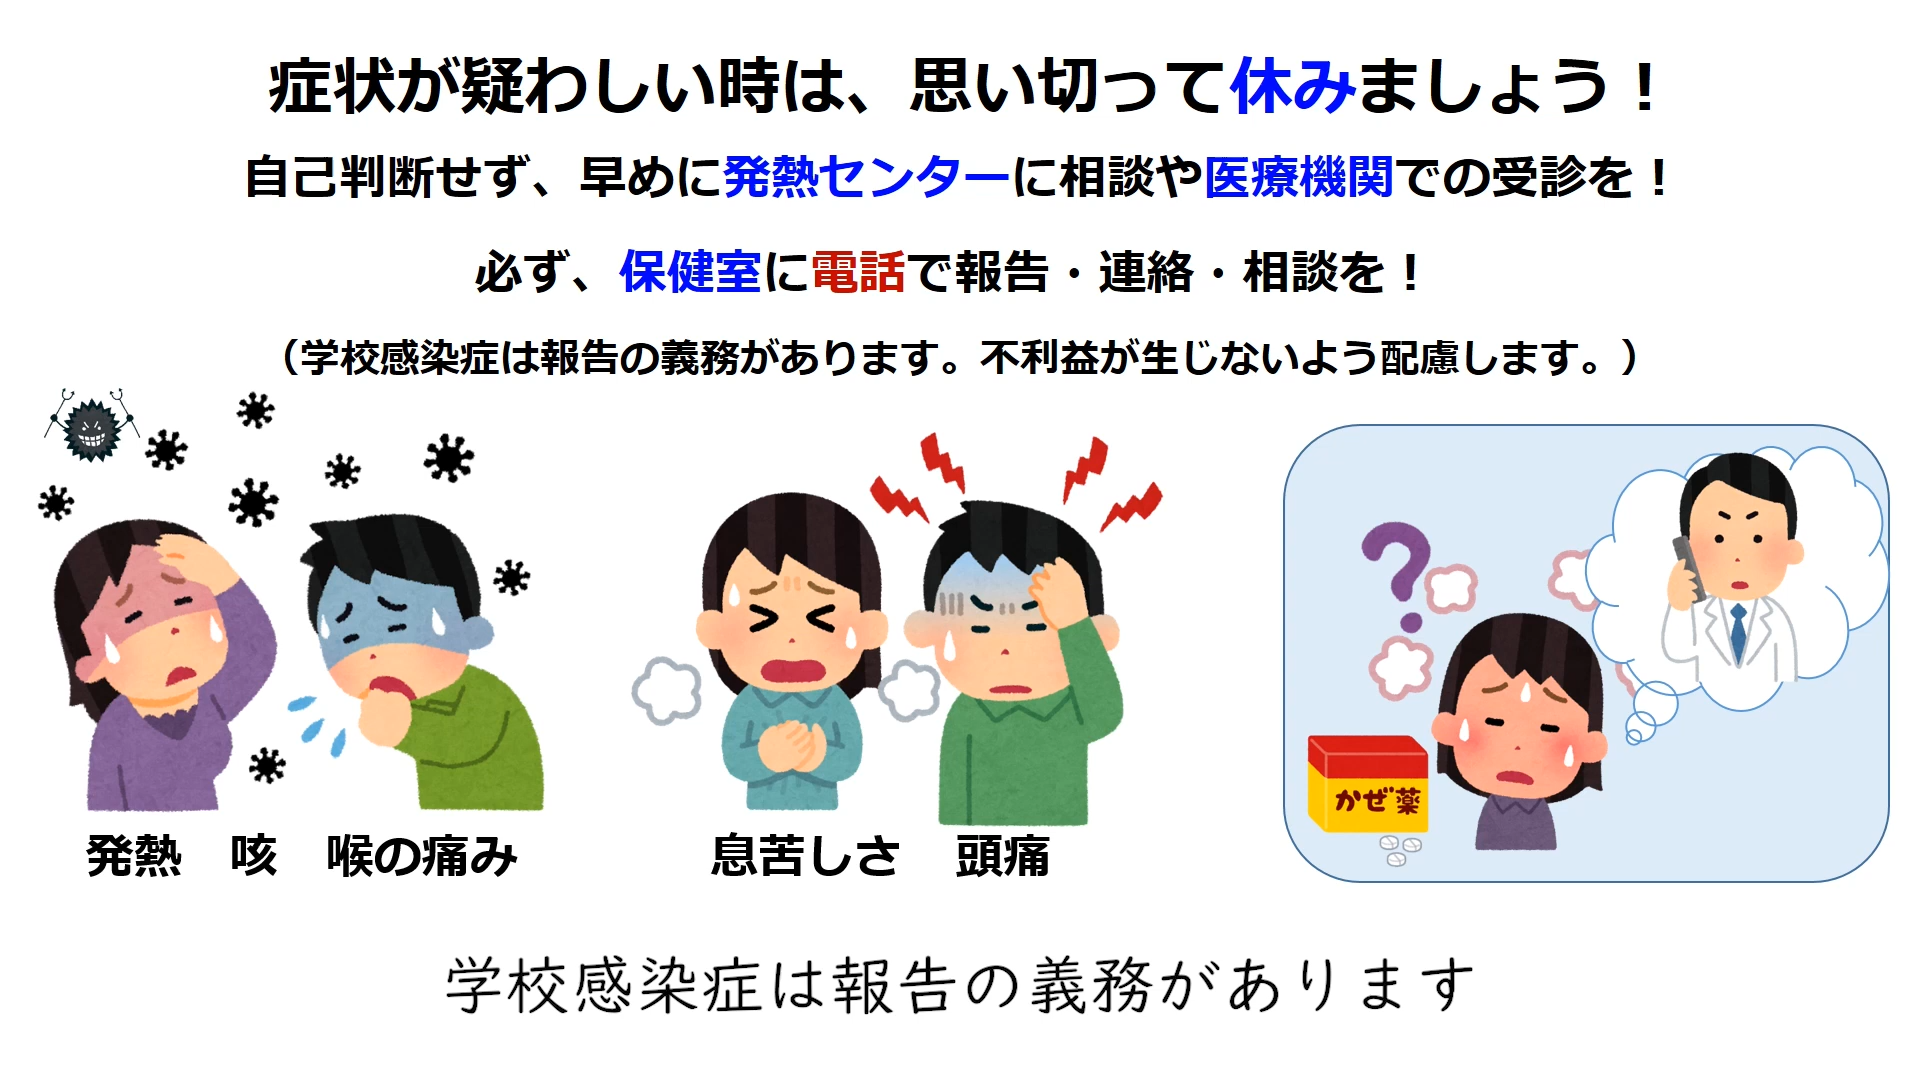 症状が疑わしい時は、思い切って休みましょう！
自己判断せず、早めに発熱センターに相談や医療機関での受診を！
必ず、保健室に電話で報告・連絡・相談を！
（学校感染症は報告の義務があります。不利益が生じないよう配慮します。）
かぜ薬
発熱　咳　喉の痛み　息苦しさ　頭痛
学校感染症は報告の義務があります